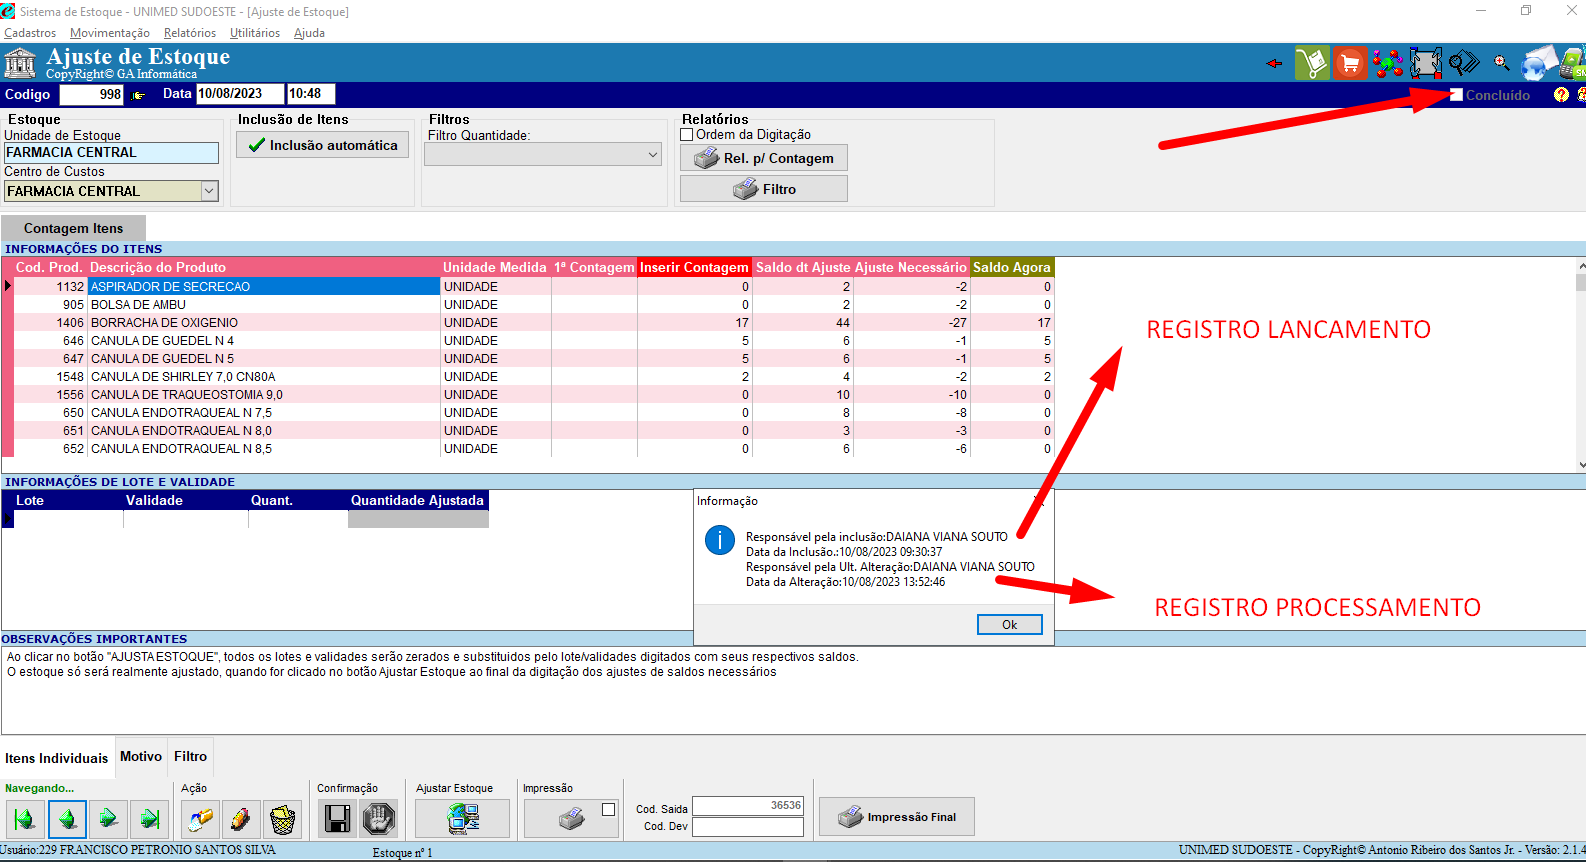 Sistema de Estoque - UNIMED SUDOESTE - [Ajuste de Estoque]
Cadastros Movimentação Relatórios Utilitários Ajuda
Ajuste de Estoque
CopyRight© GA Informática
Codigo 998 Data 10/08/2023 10:48 Concluído
Estoque
Unidade de Estoque
FARMACIA CENTRAL
Centro de Custos
FARMACIA CENTRAL
Inclusão de Itens
Inclusão automática
Filtros
Filtro Quantidade:
Relatórios
Ordem da Digitação
Rel. p/ Contagem
Filtro
Contagem Itens
INFORMAÇÕES DO ITENS
Cod. Prod. Descrição do Produto Unidade Medida 1ª Contagem Inserir Contagem Saldo dt Ajuste Ajuste Necessário Saldo Agora
1132 ASPIRADOR DE SECRECAO UNIDADE 0 2 -2 0
905 BOLSA DE AMBU UNIDADE 0 2 -2 0
1406 BORRACHA DE OXIGENIO UNIDADE 17 44 -27 17
646 CANULA DE GUEDEL N 4 UNIDADE 5 6 -1 5
647 CANULA DE GUEDEL N 5 UNIDADE 5 6 -1 5
1548 CANULA DE SHIRLEY 7,0 CN80A UNIDADE 2 4 -2 2
1556 CANULA DE TRAQUEOSTOMIA 9,0 UNIDADE 0 10 -10 0
650 CANULA ENDOTRAQUEAL N 7,5 UNIDADE 0 8 -8 0
651 CANULA ENDOTRAQUEAL N 8,0 UNIDADE 0 3 -3 0
652 CANULA ENDOTRAQUEAL N 8,5 UNIDADE 0 6 -6 0
REGISTRO LANCAMENTO
INFORMAÇÕES DE LOTE E VALIDADE
Lote Validade Quant. Quantidade Ajustada
Informação
Responsável pela inclusão:DAIANA VIANA SOUTO
Data da Inclusão.:10/08/2023 09:30:37
Responsável pela Ult. Alteração:DAIANA VIANA SOUTO
Data da Alteração:10/08/2023 13:52:46
Ok
REGISTRO PROCESSAMENTO
OBSERVAÇÕES IMPORTANTES
Ao clicar no botão "AJUSTA ESTOQUE", todos os lotes e validades serão zerados e substituidos pelo lote/validades digitados com seus respectivos saldos.
O estoque só será realmente ajustado, quando for clicado no botão Ajustar Estoque ao final da digitação dos ajustes de saldos necessários
Itens Individuais Motivo Filtro
Navegando...
Ação
Confirmação
Ajustar Estoque
Impressão
Cod. Saida 36536
Cod. Dev
Impressão Final
Usuário:229 FRANCISCO PETRONIO SANTOS SILVA
Estoque nº 1
UNIMED SUDOESTE - CopyRight© Antonio Ribeiro dos Santos Jr. - Versão: 2.1.4